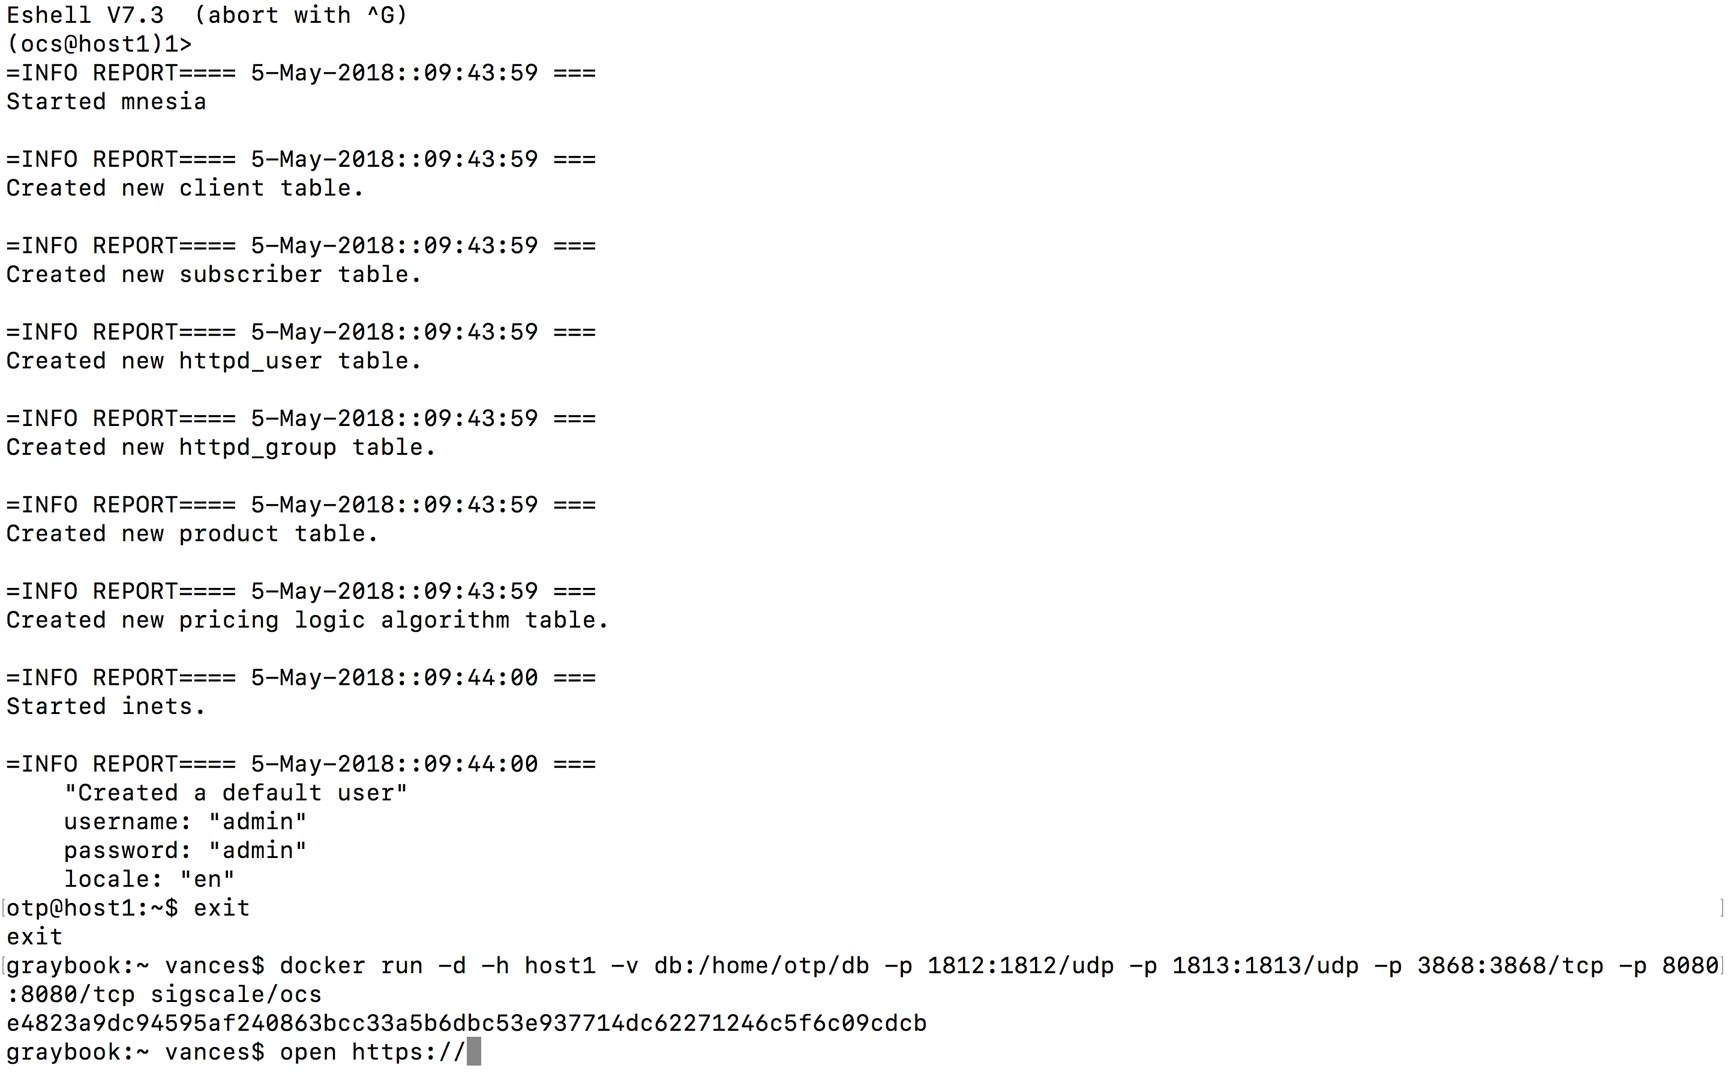 Eshell V7.3  (abort with ^G)
(ocs@host1)1>
=INFO REPORT==== 5-May-2018::09:43:59 ===
Started mnesia

=INFO REPORT==== 5-May-2018::09:43:59 ===
Created new client table.

=INFO REPORT==== 5-May-2018::09:43:59 ===
Created new subscriber table.

=INFO REPORT==== 5-May-2018::09:43:59 ===
Created new httpd_user table.

=INFO REPORT==== 5-May-2018::09:43:59 ===
Created new httpd_group table.

=INFO REPORT==== 5-May-2018::09:43:59 ===
Created new product table.

=INFO REPORT==== 5-May-2018::09:43:59 ===
Created new pricing logic algorithm table.

=INFO REPORT==== 5-May-2018::09:44:00 ===
Started inets.

=INFO REPORT==== 5-May-2018::09:44:00 ===
    "Created a default user"
    username: "admin"
    password: "admin"
    locale: "en"
[otp@host1:~$ exit ]
exit
[graybook:~ vances$ docker run -d -h host1 -v db:/home/otp/db -p 1812:1812/udp -p 1813:1813/udp -p 3868:3868/tcp -p 8080]
:8080/tcp sigscale/ocs
e4823a9dc94595af240863bcc33a5b6dbc53e937714dc62271246c5f6c09cdcb
graybook:~ vances$ open https://